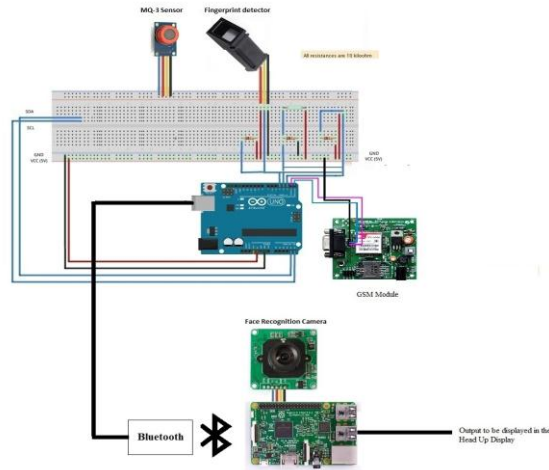 MQ-3 Sensor
Fingerprint detector
All resistances are 10 kiloohm
SDA
SCL
GND
VCC (5V)
GND
VCC (5V)
UNO
GSM Module
Face Recognition Camera
Bluetooth
Output to be displayed in the
Head Up Display